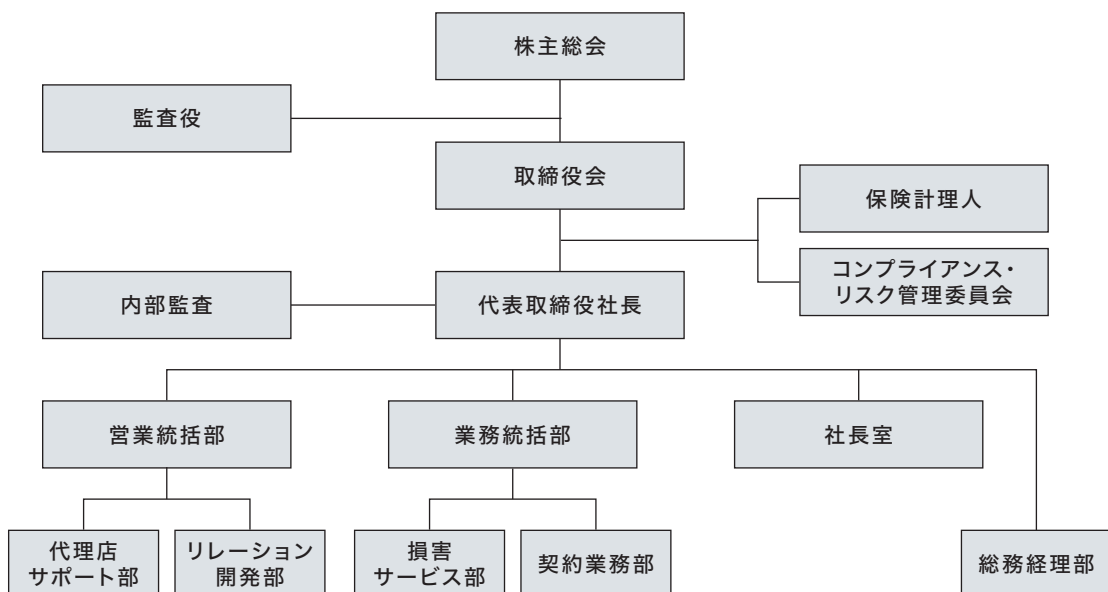 株主総会
監査役
取締役会
保険計理人
コンプライアンス・
リスク管理委員会
内部監査
代表取締役社長
営業統括部
業務統括部
社長室
代理店
サポート部
リレーション
開発部
損害
サービス部
契約業務部
総務経理部